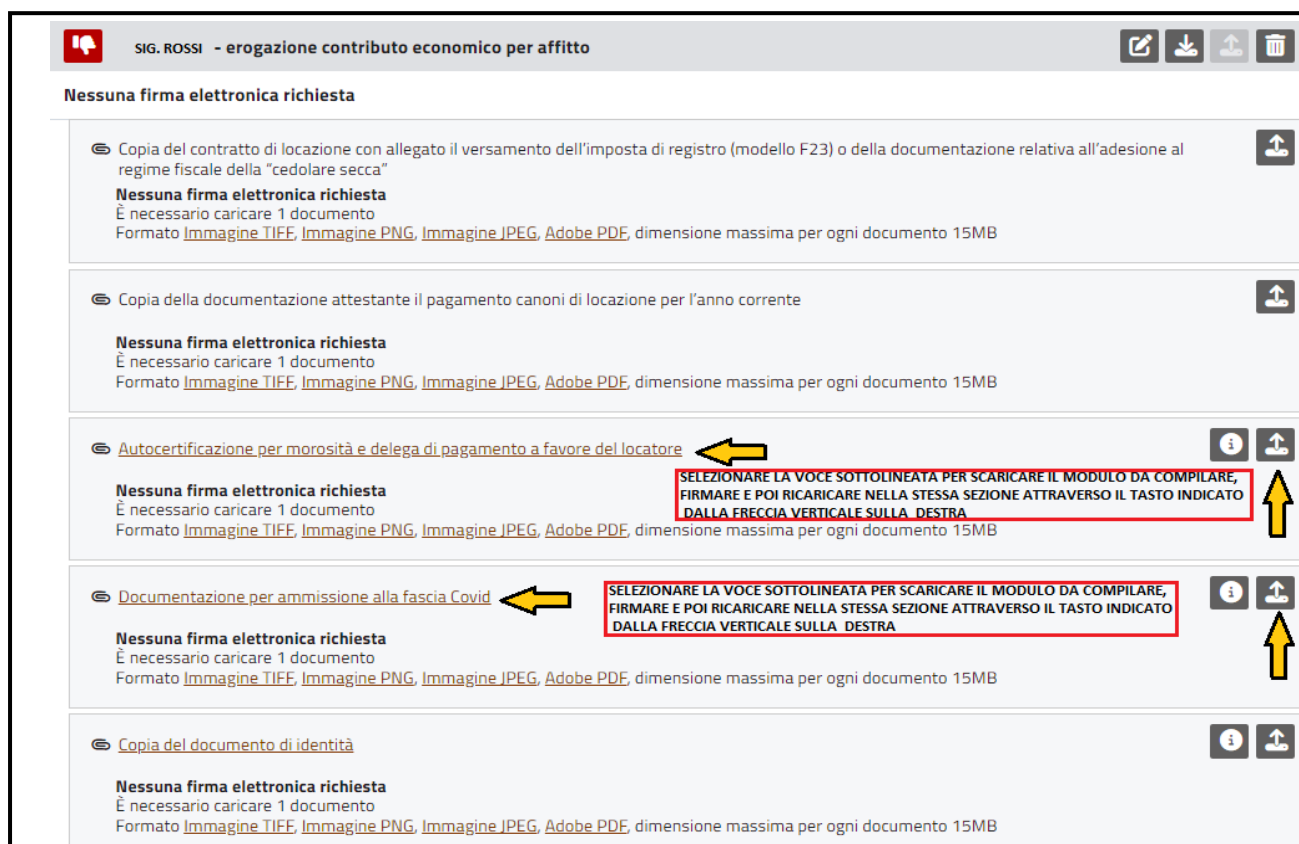 SIG. ROSSI - erogazione contributo economico per affitto
Nessuna firma elettronica richiesta
Copia del contratto di locazione con allegato il versamento dell'imposta di registro (modello F23) o della documentazione relativa all'adesione al
regime fiscale della "cedolare secca"
Nessuna firma elettronica richiesta
È necessario caricare 1 documento
Formato Immagine TIFF, Immagine PNG, Immagine JPEG, Adobe PDF, dimensione massima per ogni documento 15MB
Copia della documentazione attestante il pagamento canoni di locazione per l'anno corrente
Nessuna firma elettronica richiesta
È necessario caricare 1 documento
Formato Immagine TIFF, Immagine PNG, Immagine JPEG, Adobe PDF, dimensione massima per ogni documento 15MB
Autocertificazione per morosità e delega di pagamento a favore del locatore
SELEZIONARE LA VOCE SOTTOLINEATA PER SCARICARE IL MODULO DA COMPILARE,
FIRMARE E POI RICARICARE NELLA STESSA SEZIONE ATTRAVERSO IL TASTO INDICATO
DALLA FRECCIA VERTICALE SULLA DESTRA
Nessuna firma elettronica richiesta
È necessario caricare 1 documento
Formato Immagine TIFF, Immagine PNG, Immagine JPEG, Adobe PDF, dimensione massima per ogni documento 15MB
Documentazione per ammissione alla fascia Covid
SELEZIONARE LA VOCE SOTTOLINEATA PER SCARICARE IL MODULO DA COMPILARE,
FIRMARE E POI RICARICARE NELLA STESSA SEZIONE ATTRAVERSO IL TASTO INDICATO
DALLA FRECCIA VERTICALE SULLA DESTRA
Nessuna firma elettronica richiesta
È necessario caricare 1 documento
Formato Immagine TIFF, Immagine PNG, Immagine JPEG, Adobe PDF, dimensione massima per ogni documento 15MB
Copia del documento di identità
Nessuna firma elettronica richiesta
È necessario caricare 1 documento
Formato Immagine TIFF, Immagine PNG, Immagine JPEG, Adobe PDF, dimensione massima per ogni documento 15MB